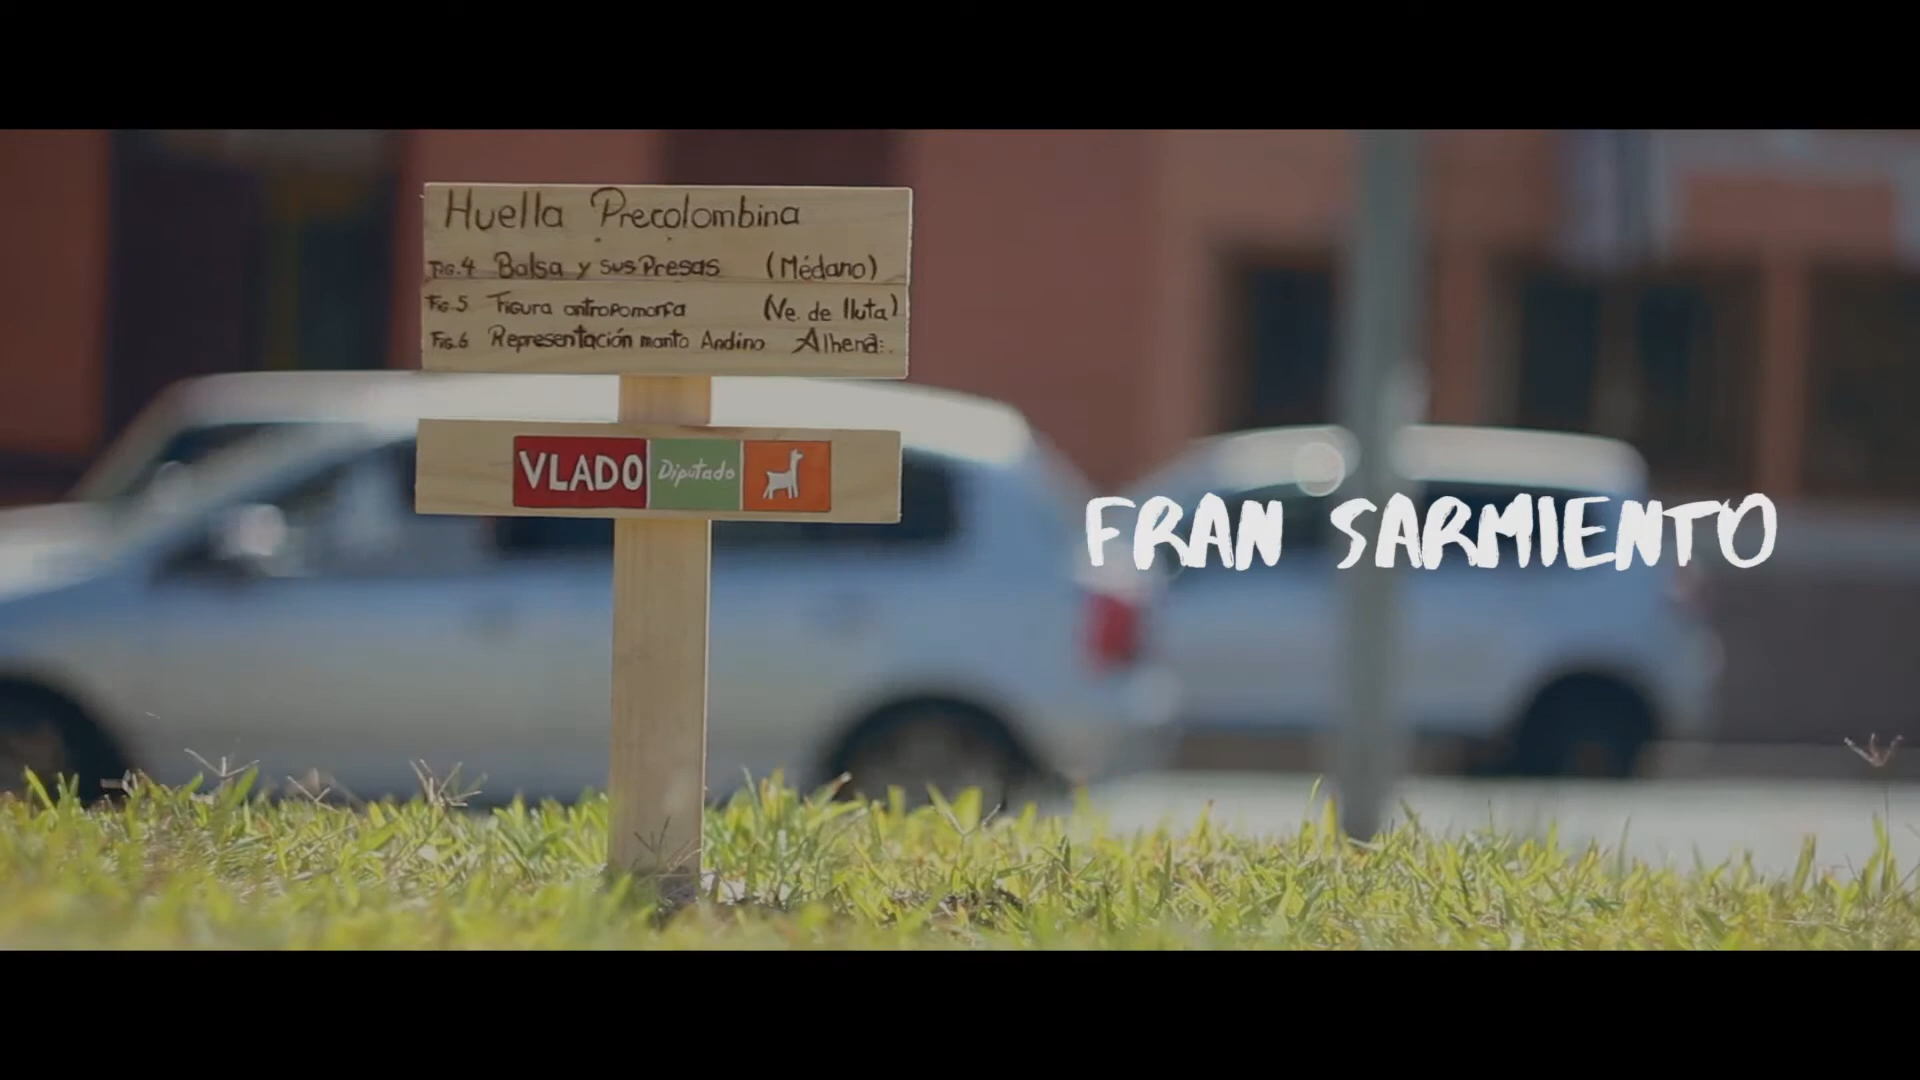 Huella Precolombina
FIG.4 Balsa y sus Presas (Médano)
FIG.5 Figura antropomorfa (Ve. de lluta)
FIG.6 Representación manto Andino Alhena:.
VLADO Diputado
FRAN SARMIENTO